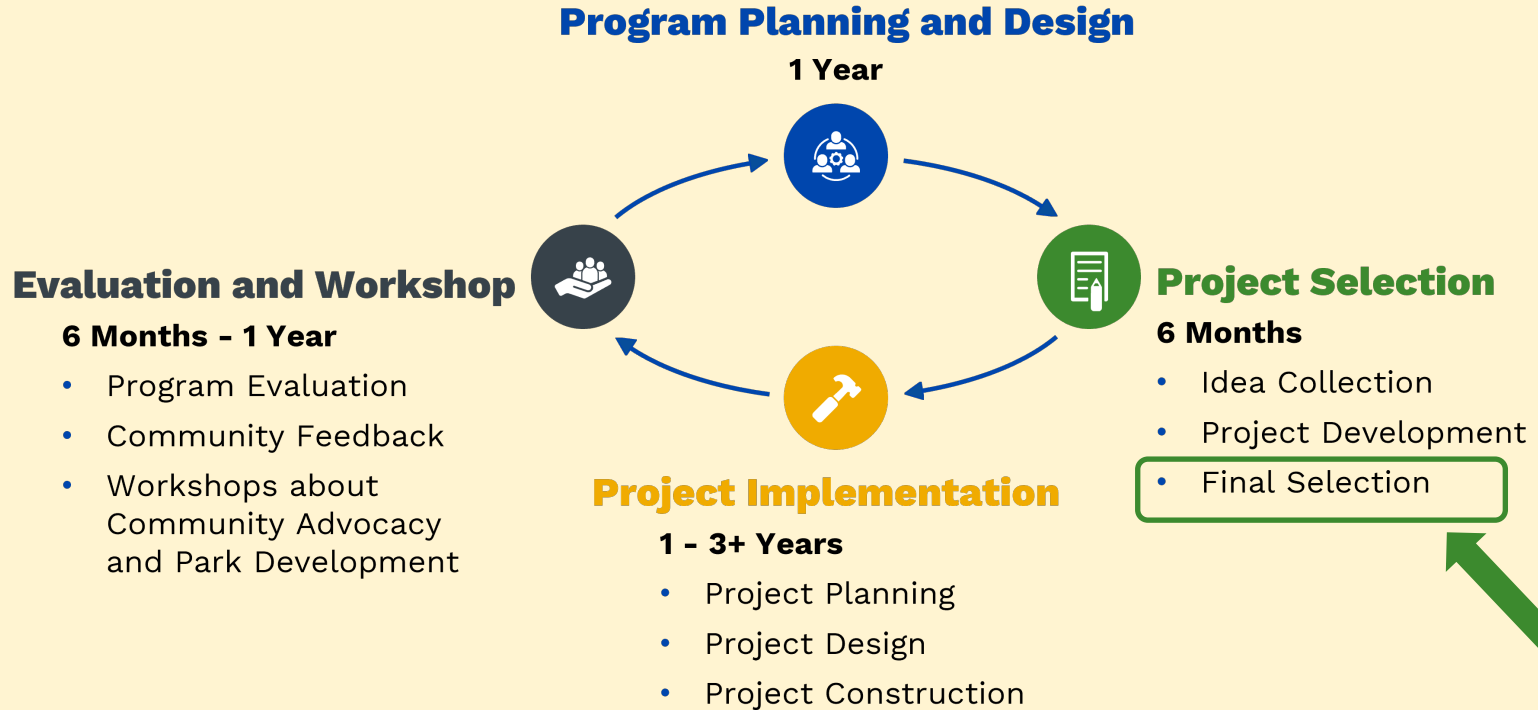 Program Planning and Design
1 Year
Evaluation and Workshop
6 Months - 1 Year
• Program Evaluation
• Community Feedback
• Workshops about
Community Advocacy
and Park Development
Project Selection
6 Months
• Idea Collection
• Project Development
• Final Selection
Project Implementation
1 - 3+ Years
• Project Planning
• Project Design
• Project Construction